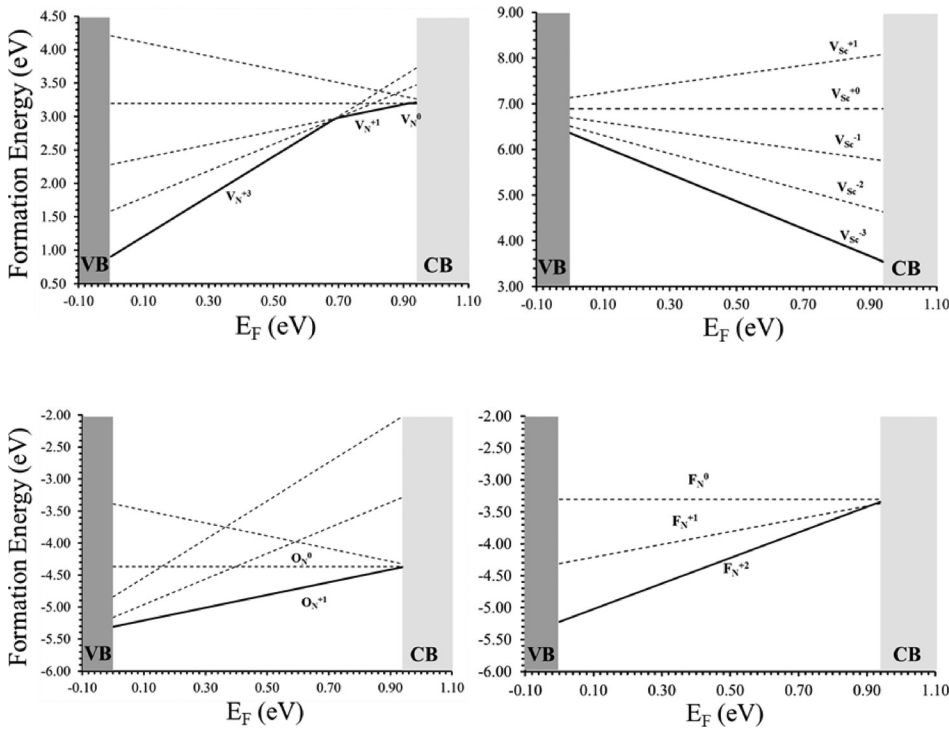 Formation Energy (eV)
4.50
4.00
3.50
3.00
2.50
2.00
1.50
1.00
0.50
VB
CB
V_N^+3
V_N^+1
V_N^0
-0.10 0.10 0.30 0.50 0.70 0.90 1.10
E_F (eV)
9.00
8.00
7.00
6.00
5.00
4.00
3.00
VB
CB
V_Sc^+1
V_Sc^+0
V_Sc^-1
V_Sc^-2
V_Sc^-3
-0.10 0.10 0.30 0.50 0.70 0.90 1.10
E_F (eV)
Formation Energy (eV)
-2.00
-3.00
-3.50
-4.00
-4.50
-5.00
-5.50
-6.00
VB
CB
O_N^0
O_N^+1
-0.10 0.10 0.30 0.50 0.70 0.90 1.10
E_F (eV)
-2.00
-2.50
-3.00
-3.50
-4.00
-4.50
-5.00
-5.50
-6.00
VB
CB
F_N^0
F_N^+1
F_N^+2
-0.10 0.10 0.30 0.50 0.70 0.90 1.10
E_F (eV)